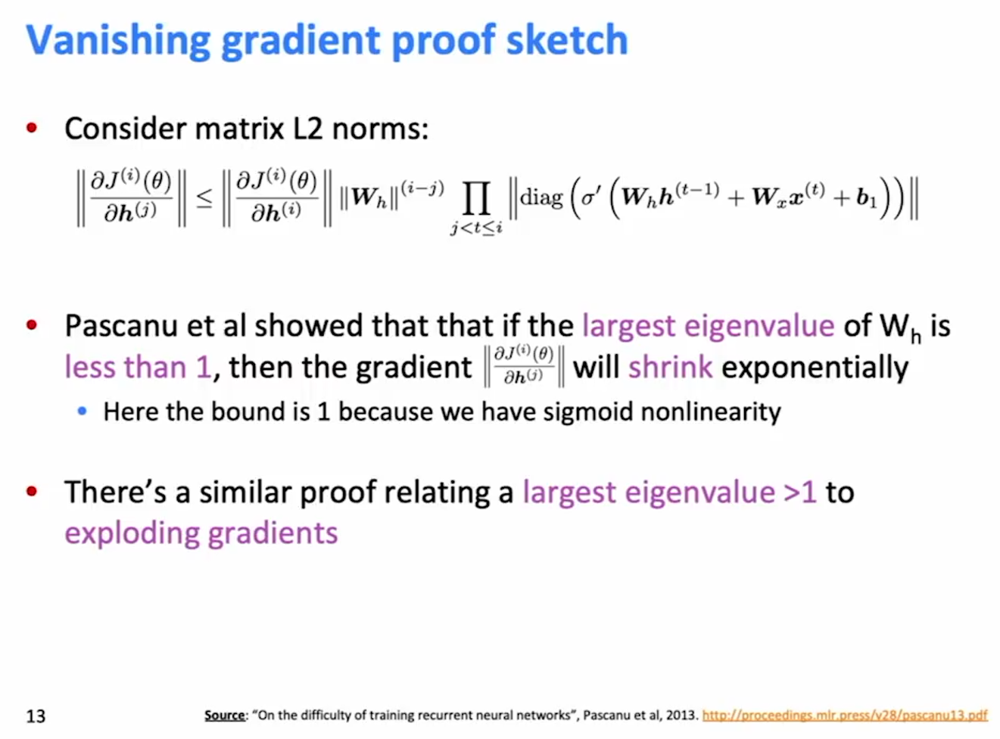 Vanishing gradient proof sketch
• Consider matrix L2 norms:
$\left\| \frac{\partial J^{(i)}(\theta)}{\partial \boldsymbol{h}^{(j)}} \right\| \leq \left\| \frac{\partial J^{(i)}(\theta)}{\partial \boldsymbol{h}^{(i)}} \right\| \|\boldsymbol{W}_h\|^{(i-j)} \prod_{j<t\leq i} \left\| \mathrm{diag}\left(\sigma'\left(\boldsymbol{W}_h \boldsymbol{h}^{(t-1)} + \boldsymbol{W}_x \boldsymbol{x}^{(t)} + \boldsymbol{b}_1\right)\right) \right\|$
• Pascanu et al showed that that if the largest eigenvalue of W_h is
less than 1, then the gradient $\left\| \frac{\partial J^{(i)}(\theta)}{\partial \boldsymbol{h}^{(j)}} \right\|$ will shrink exponentially
• Here the bound is 1 because we have sigmoid nonlinearity
• There's a similar proof relating a largest eigenvalue >1 to
exploding gradients
13
Source: "On the difficulty of training recurrent neural networks", Pascanu et al, 2013. http://proceedings.mlr.press/v28/pascanu13.pdf